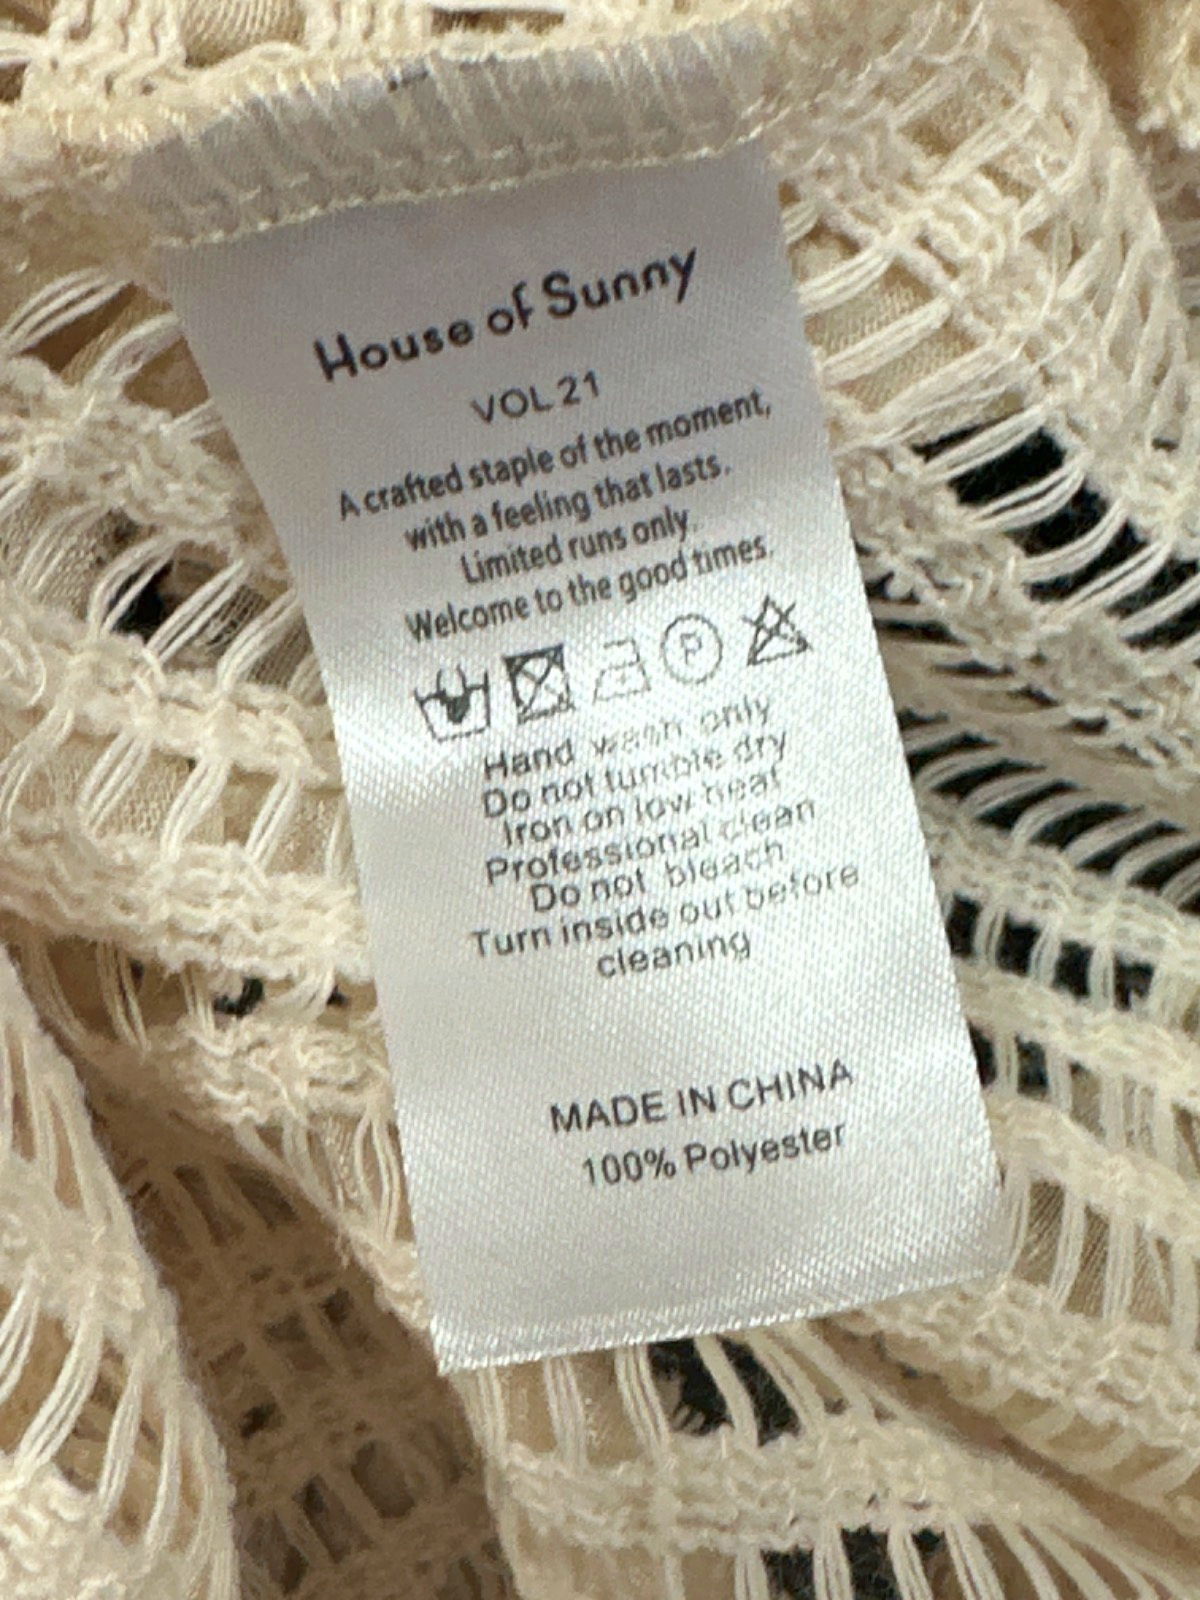 House of Sunny
VOL 21
A crafted staple of the moment,
with a feeling that lasts.
Limited runs only.
Welcome to the good times.
P
Hand wash only
Do not tumble dry
Iron on low heat
Professional clean
Do not bleach
Turn inside out before
cleaning
MADE IN CHINA
100% Polyester